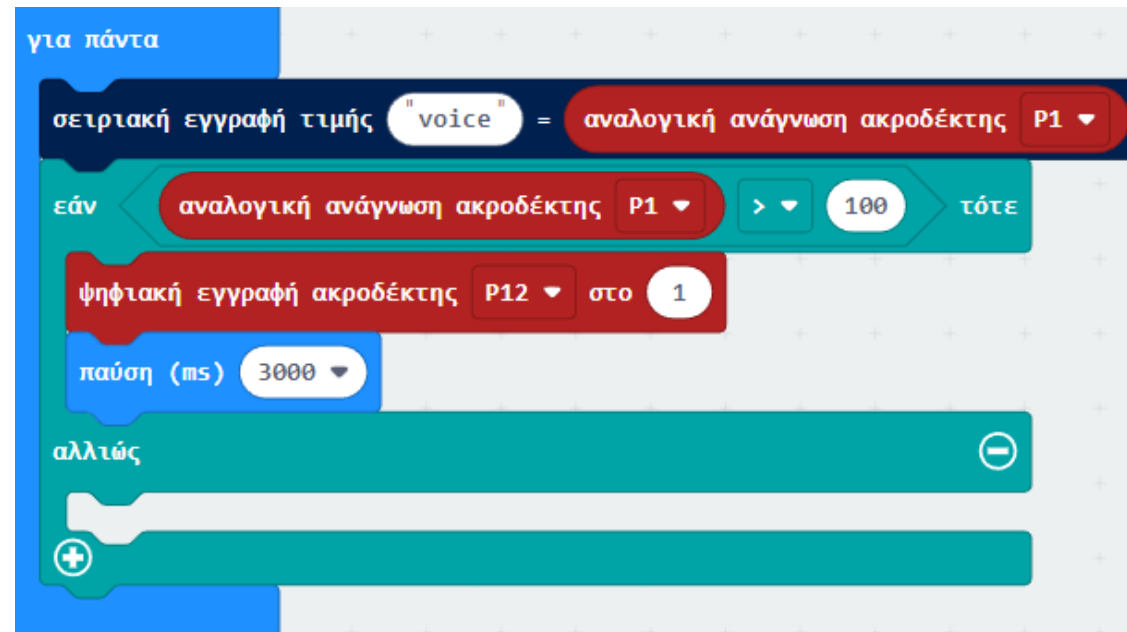 για πάντα
σειριακή εγγραφή τιμής "voice" = αναλογική ανάγνωση ακροδέκτης P1
εάν αναλογική ανάγνωση ακροδέκτης P1 > 100 τότε
ψηφιακή εγγραφή ακροδέκτης P12 στο 1
παύση (ms) 3000
αλλιώς